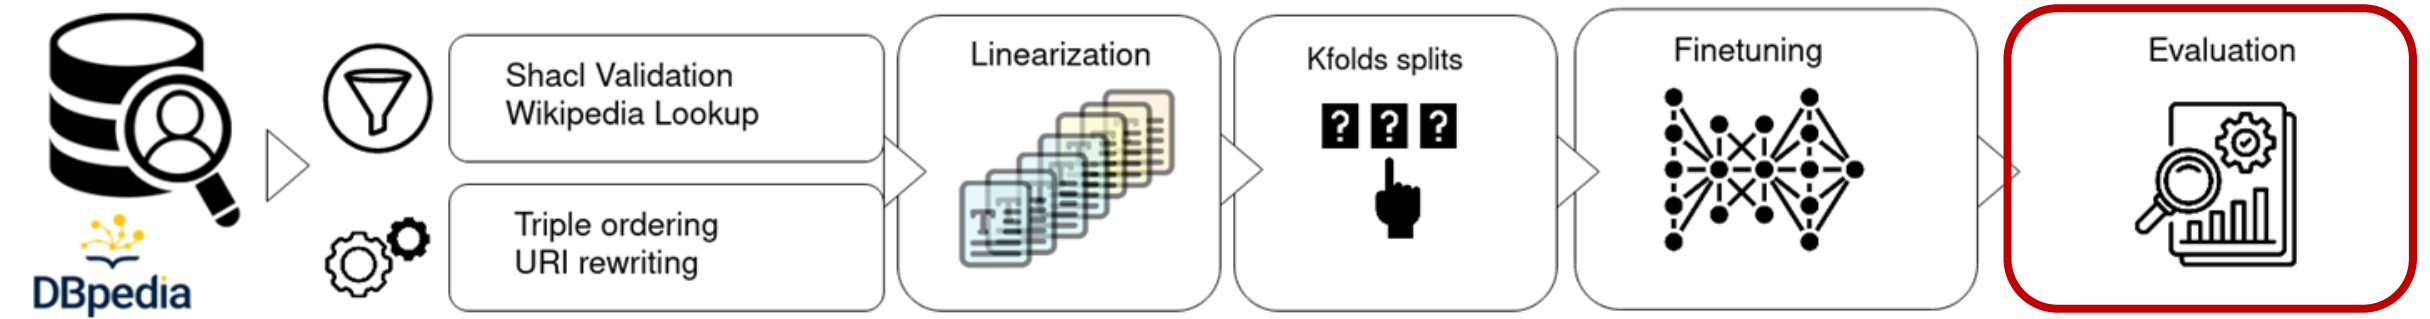 DBpedia
Shacl Validation
Wikipedia Lookup
Triple ordering
URI rewriting
Linearization
T T T
Kfolds splits
? ? ?
Finetuning
Evaluation